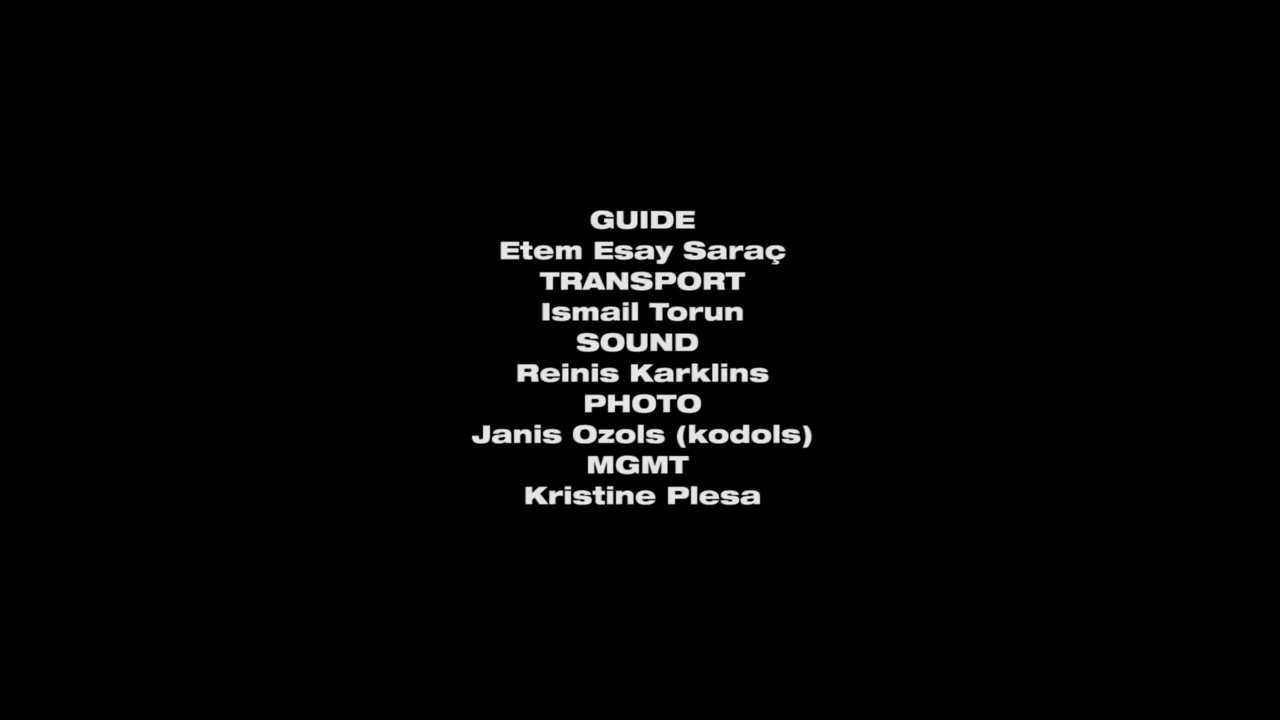 GUIDE
Etem Esay Saraç
TRANSPORT
Ismail Torun
SOUND
Reinis Karklins
PHOTO
Janis Ozols (kodols)
MGMT
Kristine Plesa